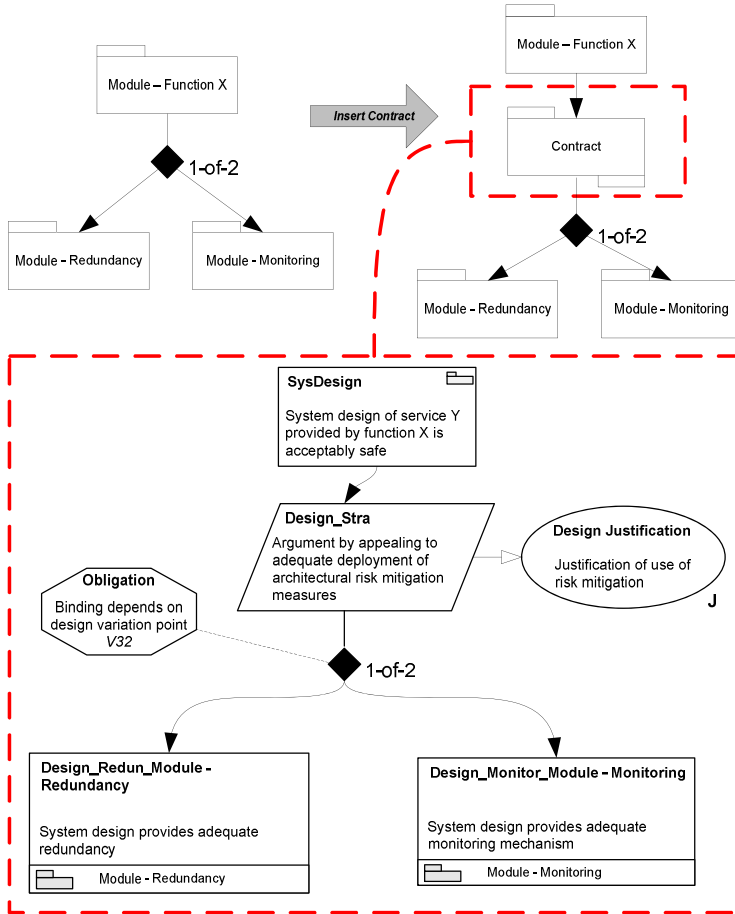 Module – Function X
1-of-2
Module – Redundancy
Module – Monitoring
Insert Contract
Module – Function X
Contract
1-of-2
Module – Redundancy
Module – Monitoring
SysDesign
System design of service Y
provided by function X is
acceptably safe
Design_Stra
Argument by appealing to
adequate deployment of
architectural risk mitigation
measures
Design Justification
Justification of use of
risk mitigation
J
Obligation
Binding depends on
design variation point
V32
1-of-2
Design_Redun_Module –
Redundancy
System design provides adequate
redundancy
Module - Redundancy
Design_Monitor_Module – Monitoring
System design provides adequate
monitoring mechanism
Module - Monitoring